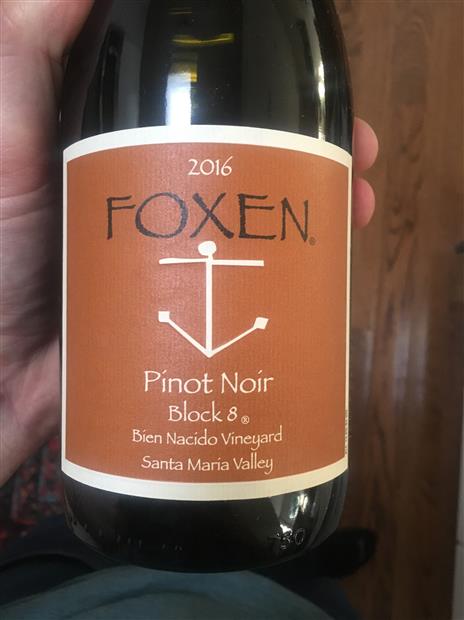 2016
FOXEN®
Pinot Noir
Block 8 ®
Bien Nacido Vineyard
Santa Maria Valley